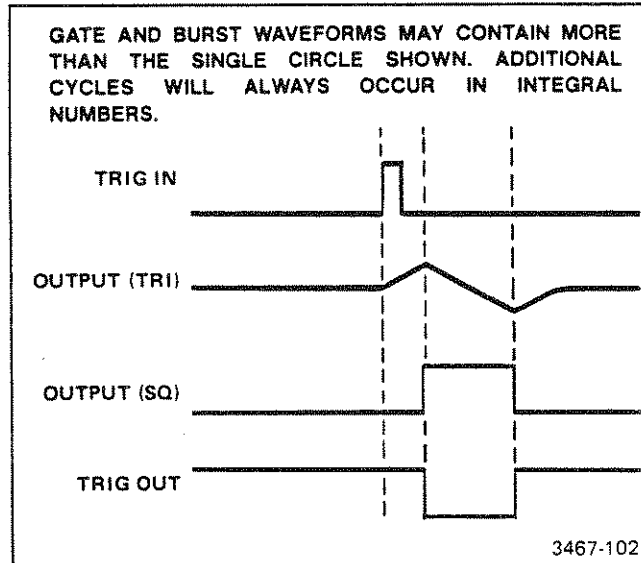 GATE AND BURST WAVEFORMS MAY CONTAIN MORE
THAN THE SINGLE CIRCLE SHOWN. ADDITIONAL
CYCLES WILL ALWAYS OCCUR IN INTEGRAL
NUMBERS.
TRIG IN
OUTPUT (TRI)
OUTPUT (SQ)
TRIG OUT
3467-102